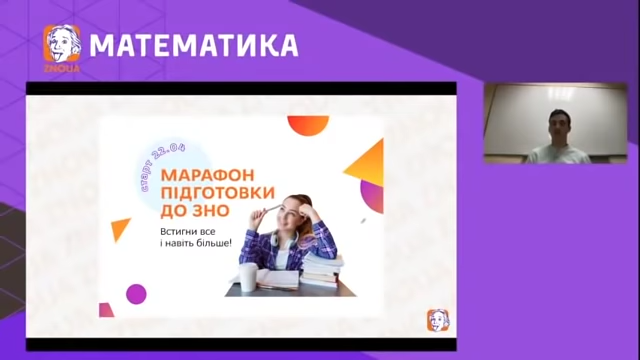 ZNOUA
МАТЕМАТИКА
старт 22.04
МАРАФОН
ПІДГОТОВКИ
ДО ЗНО
Встигни все
і навіть більше!